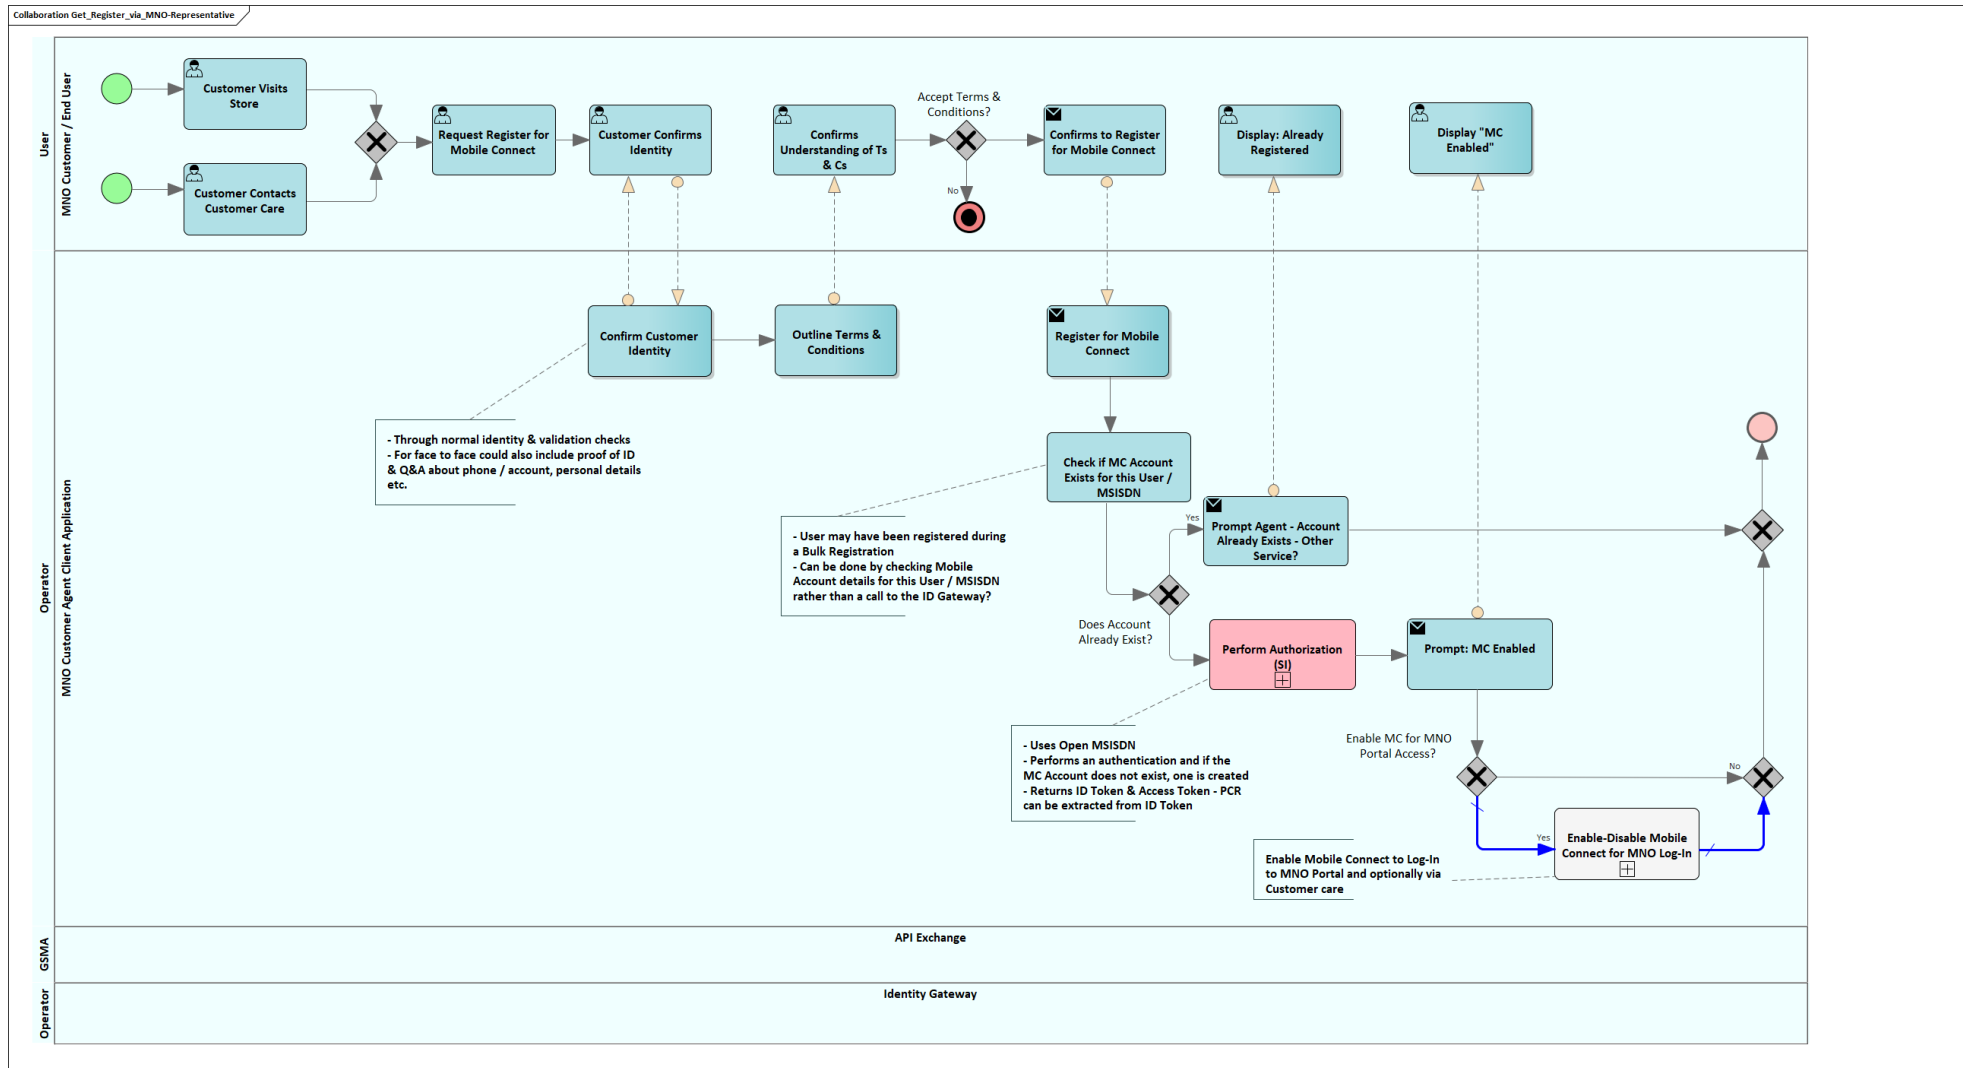 Collaboration Get_Register_via_MNO-Representative
User
MNO Customer / End User
Customer Visits
Store
Customer Contacts
Customer Care
Request Register for
Mobile Connect
Customer Confirms
Identity
Confirms
Understanding of Ts
& Cs
Accept Terms &
Conditions?
No
Confirms to Register
for Mobile Connect
Display: Already
Registered
Display "MC
Enabled"
Operator
MNO Customer Agent Client Application
Confirm Customer
Identity
Outline Terms &
Conditions
Register for Mobile
Connect
- Through normal identity & validation checks
- For face to face could also include proof of ID
& Q&A about phone / account, personal details
etc.
Check if MC Account
Exists for this User /
MSISDN
- User may have been registered during
a Bulk Registration
- Can be done by checking Mobile
Account details for this User / MSISDN
rather than a call to the ID Gateway?
Yes
Prompt Agent - Account
Already Exists - Other
Service?
Does Account
Already Exist?
Perform Authorization
(SI)
Prompt: MC Enabled
- Uses Open MSISDN
- Performs an authentication and if the
MC Account does not exist, one is created
- Returns ID Token & Access Token - PCR
can be extracted from ID Token
Enable MC for MNO
Portal Access?
No
Yes
Enable-Disable Mobile
Connect for MNO Log-In
Enable Mobile Connect to Log-In
to MNO Portal and optionally via
Customer care
GSMA
API Exchange
Operator
Identity Gateway